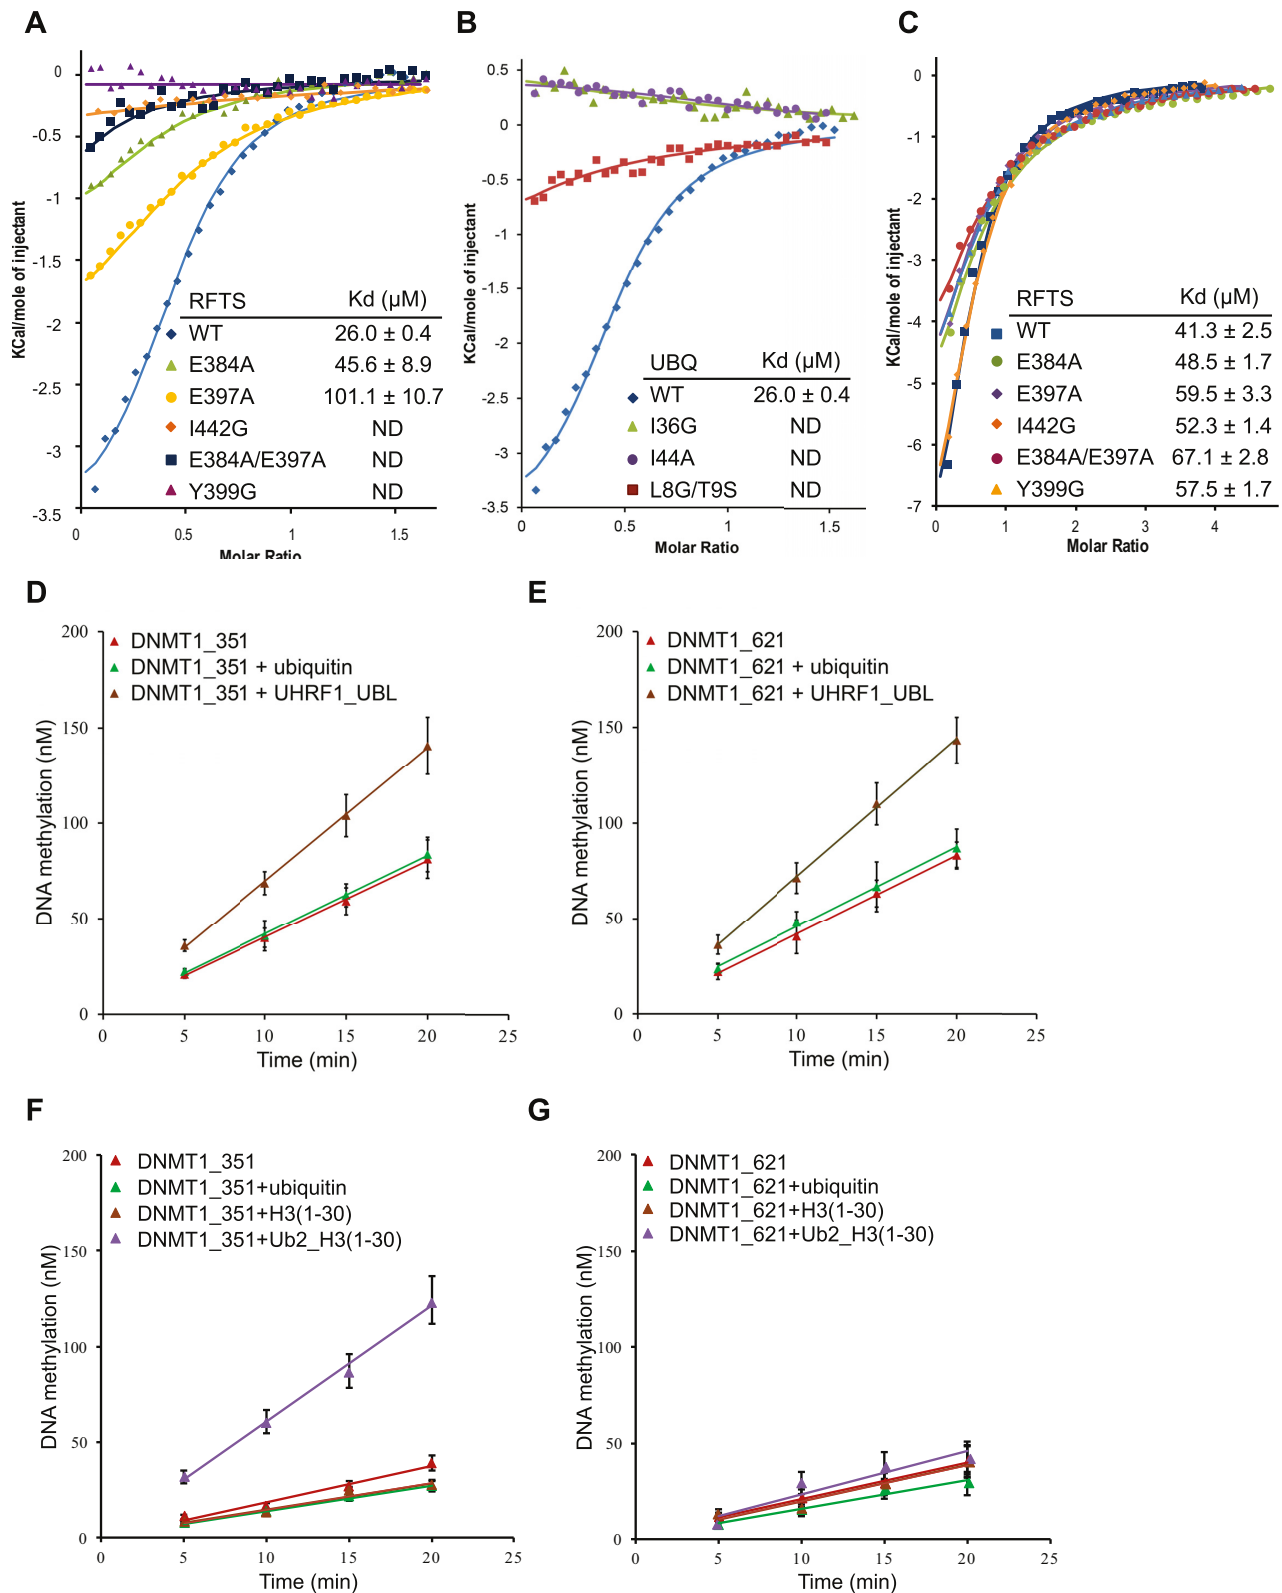 A
0
-0.5
-1
-1.5
-2
-2.5
-3
-3.5
KCal/mole of injectant
0
0.5
1
1.5
Molar Ratio
RFTS Kd (µM)
WT 26.0 ± 0.4
E384A 45.6 ± 8.9
E397A 101.1 ± 10.7
I442G ND
E384A/E397A ND
Y399G ND
B
0.5
0
-0.5
-1
-1.5
-2
-2.5
-3
-3.5
KCal/mole of injectant
0
0.5
1
1.5
Molar Ratio
UBQ Kd (µM)
WT 26.0 ± 0.4
I36G ND
I44A ND
L8G/T9S ND
C
0
-1
-2
-3
-4
-5
-6
-7
KCal/mole of injectant
0
1
2
3
4
Molar Ratio
RFTS Kd (µM)
WT 41.3 ± 2.5
E384A 48.5 ± 1.7
E397A 59.5 ± 3.3
I442G 52.3 ± 1.4
E384A/E397A 67.1 ± 2.8
Y399G 57.5 ± 1.7
D
200
150
100
50
0
DNA methylation (nM)
DNMT1_351
DNMT1_351 + ubiquitin
DNMT1_351 + UHRF1_UBL
0 5 10 15 20 25
Time (min)
E
200
150
100
50
0
DNA methylation (nM)
DNMT1_621
DNMT1_621 + ubiquitin
DNMT1_621 + UHRF1_UBL
0 5 10 15 20 25
Time (min)
F
200
150
100
50
0
DNA methylation (nM)
DNMT1_351
DNMT1_351+ubiquitin
DNMT1_351+H3(1-30)
DNMT1_351+Ub2_H3(1-30)
0 5 10 15 20 25
Time (min)
G
200
150
100
50
0
DNA methylation (nM)
DNMT1_621
DNMT1_621+ubiquitin
DNMT1_621+H3(1-30)
DNMT1_621+Ub2_H3(1-30)
0 5 10 15 20 25
Time (min)